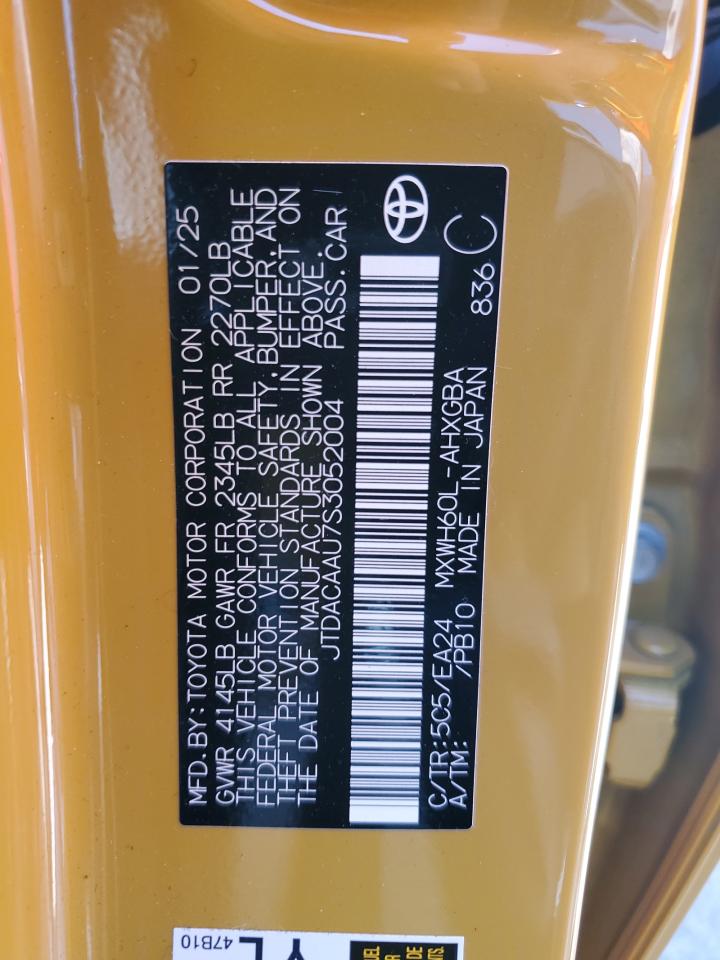 MFD.BY:TOYOTA MOTOR CORPORATION 01/25
GVWR 4145LB GAWR FR 2345LB RR 2270LB
THIS VEHICLE CONFORMS TO ALL APPLICABLE
FEDERAL MOTOR VEHICLE SAFETY,BUMPER,AND
THEFT PREVENTION STANDARDS IN EFFECT ON
THE DATE OF MANUFACTURE SHOWN ABOVE.
JTDACAAU7S3052004 PASS.CAR
C/TR:5C5/EA24 MXWH60L-AHXGBA
A/TM: /PB10 MADE IN JAPAN
836 C
47B10